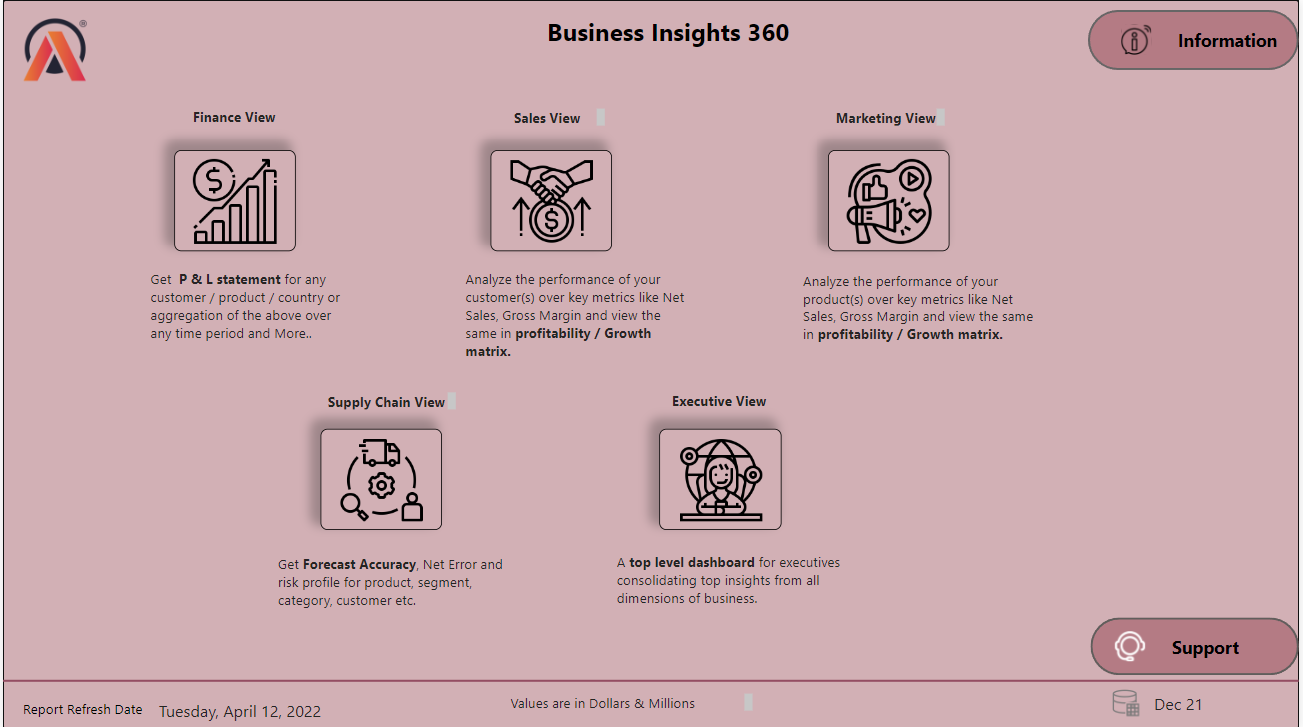 Business Insights 360
Information
Finance View
Sales View
Marketing View
Get P & L statement for any
customer / product / country or
aggregation of the above over
any time period and More..
Analyze the performance of your
customer(s) over key metrics like Net
Sales, Gross Margin and view the
same in profitability / Growth
matrix.
Analyze the performance of your
product(s) over key metrics like Net
Sales, Gross Margin and view the same
in profitability / Growth matrix.
Supply Chain View
Executive View
Get Forecast Accuracy, Net Error and
risk profile for product, segment,
category, customer etc.
A top level dashboard for executives
consolidating top insights from all
dimensions of business.
Support
Report Refresh Date Tuesday, April 12, 2022
Values are in Dollars & Millions
Dec 21